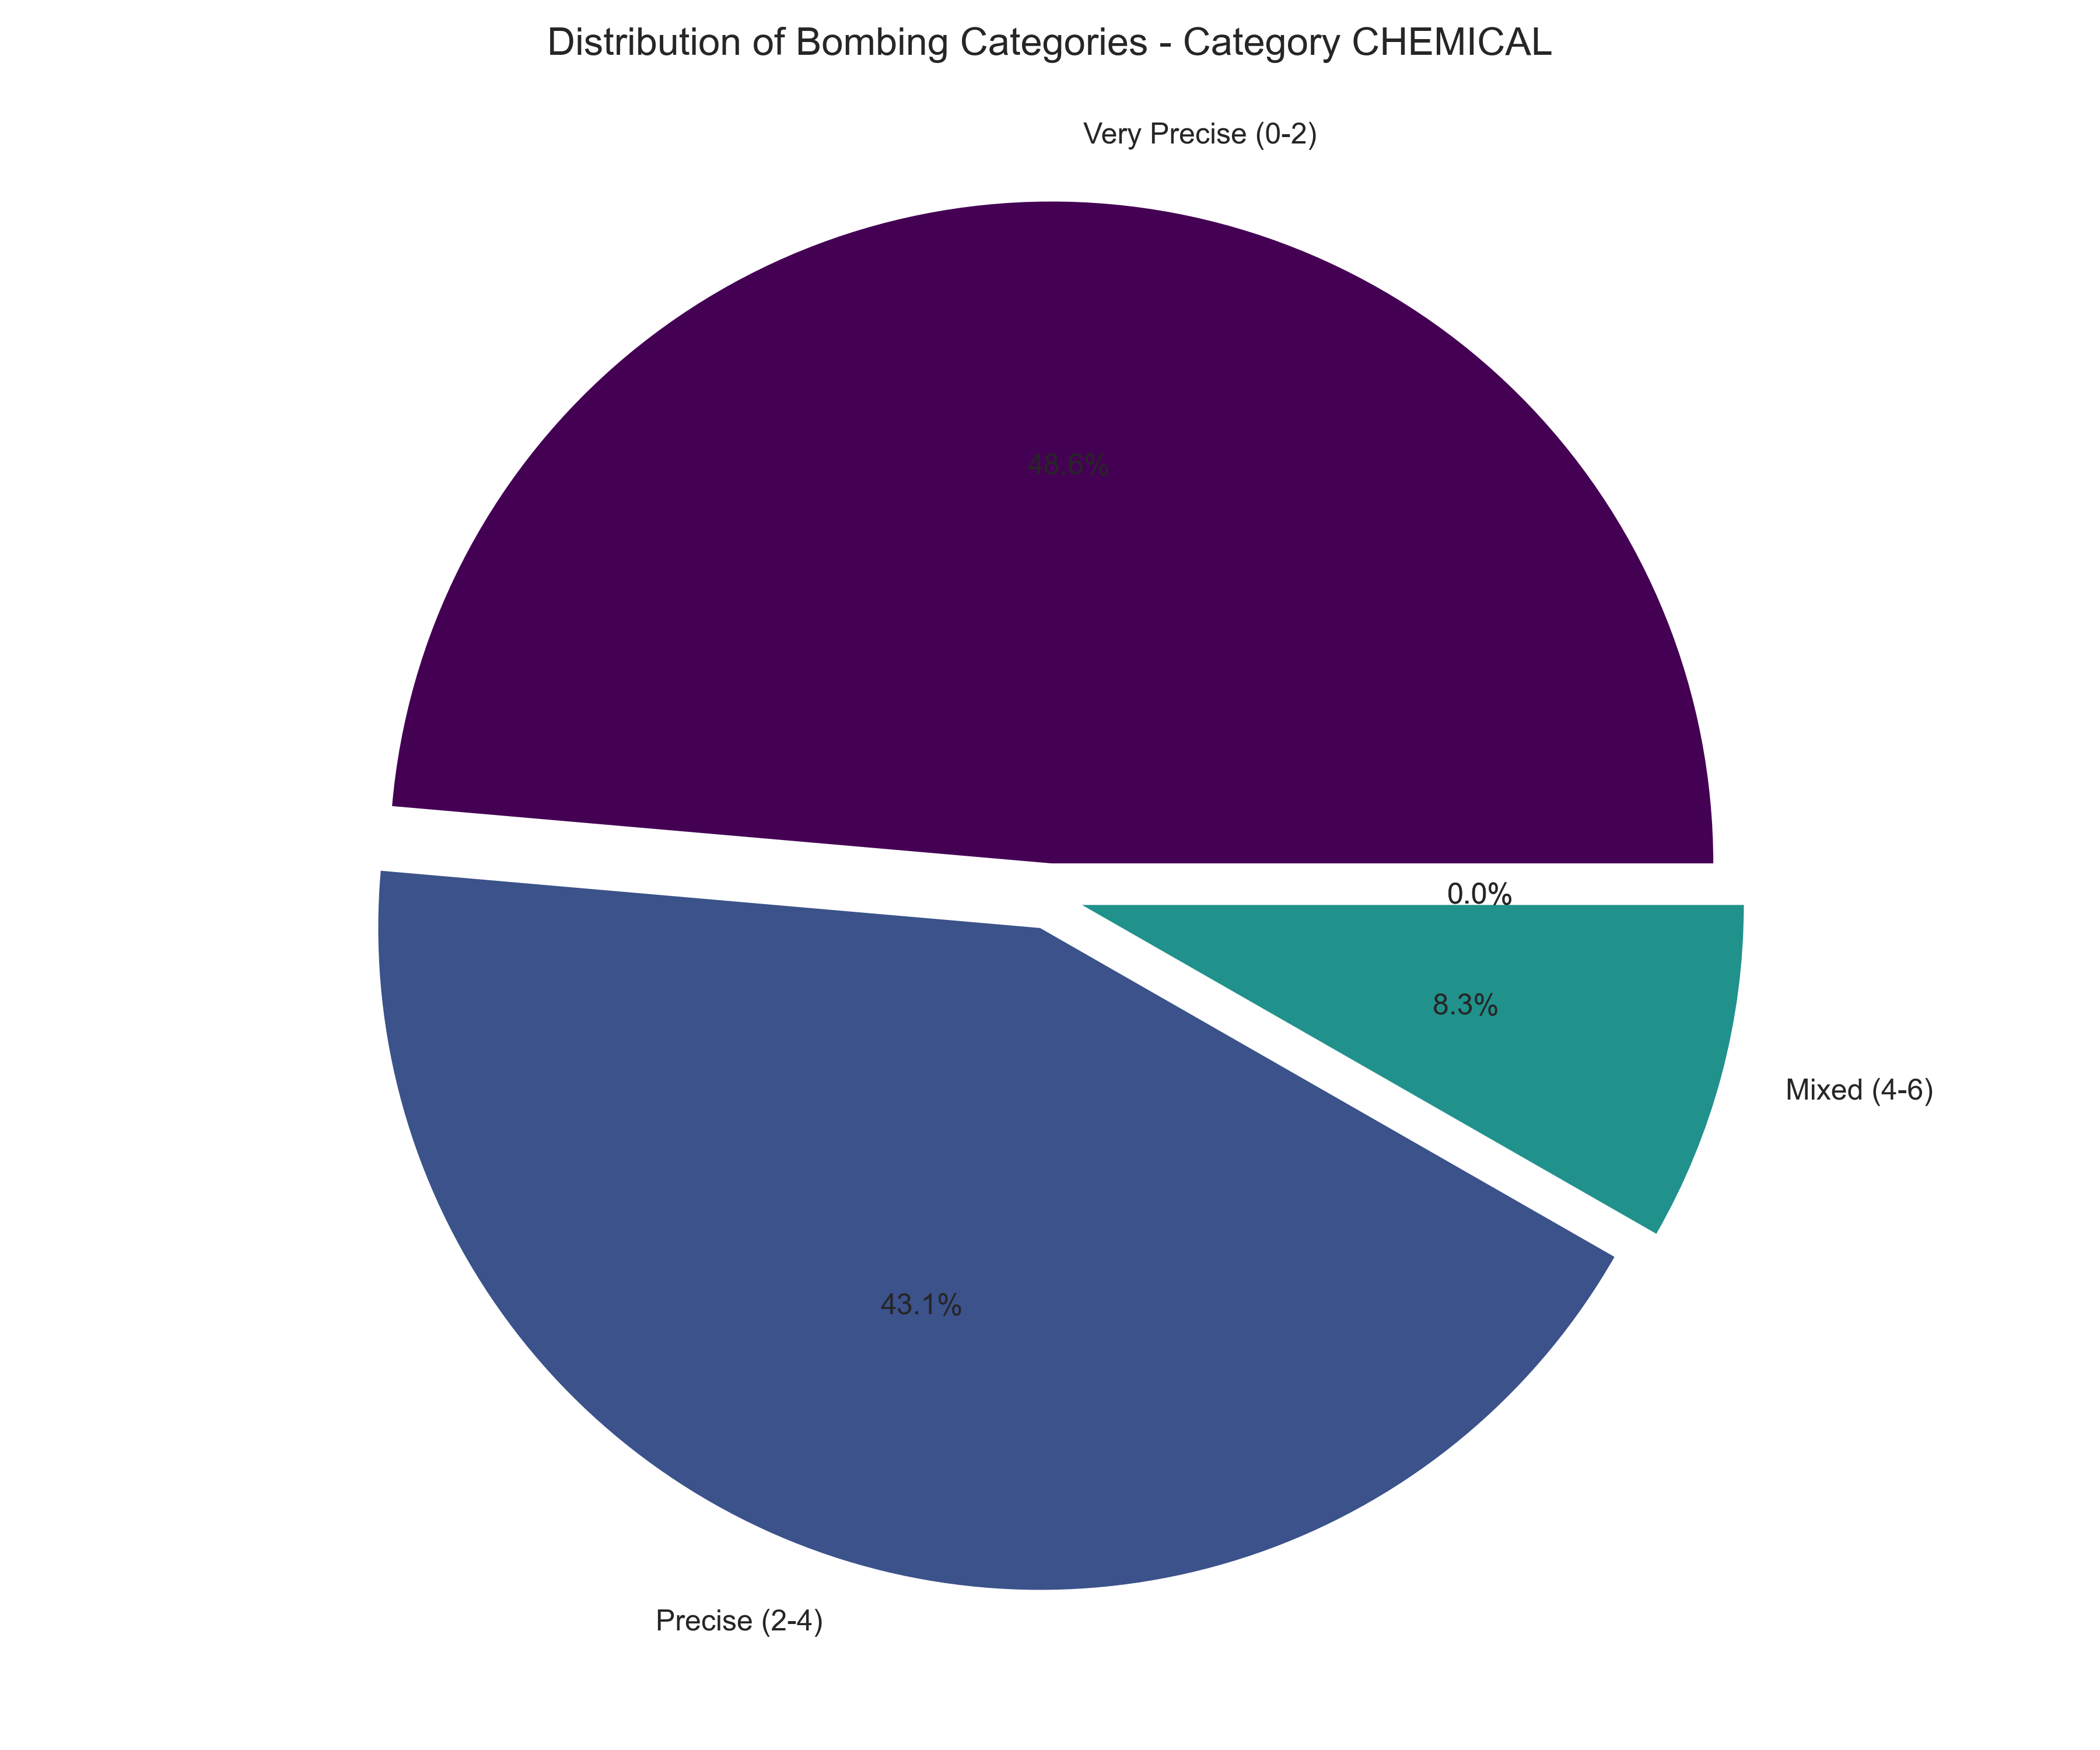 Distribution of Bombing Categories - Category CHEMICAL
Very Precise (0-2)
48.6%
0.0%
8.3%
Mixed (4-6)
43.1%
Precise (2-4)